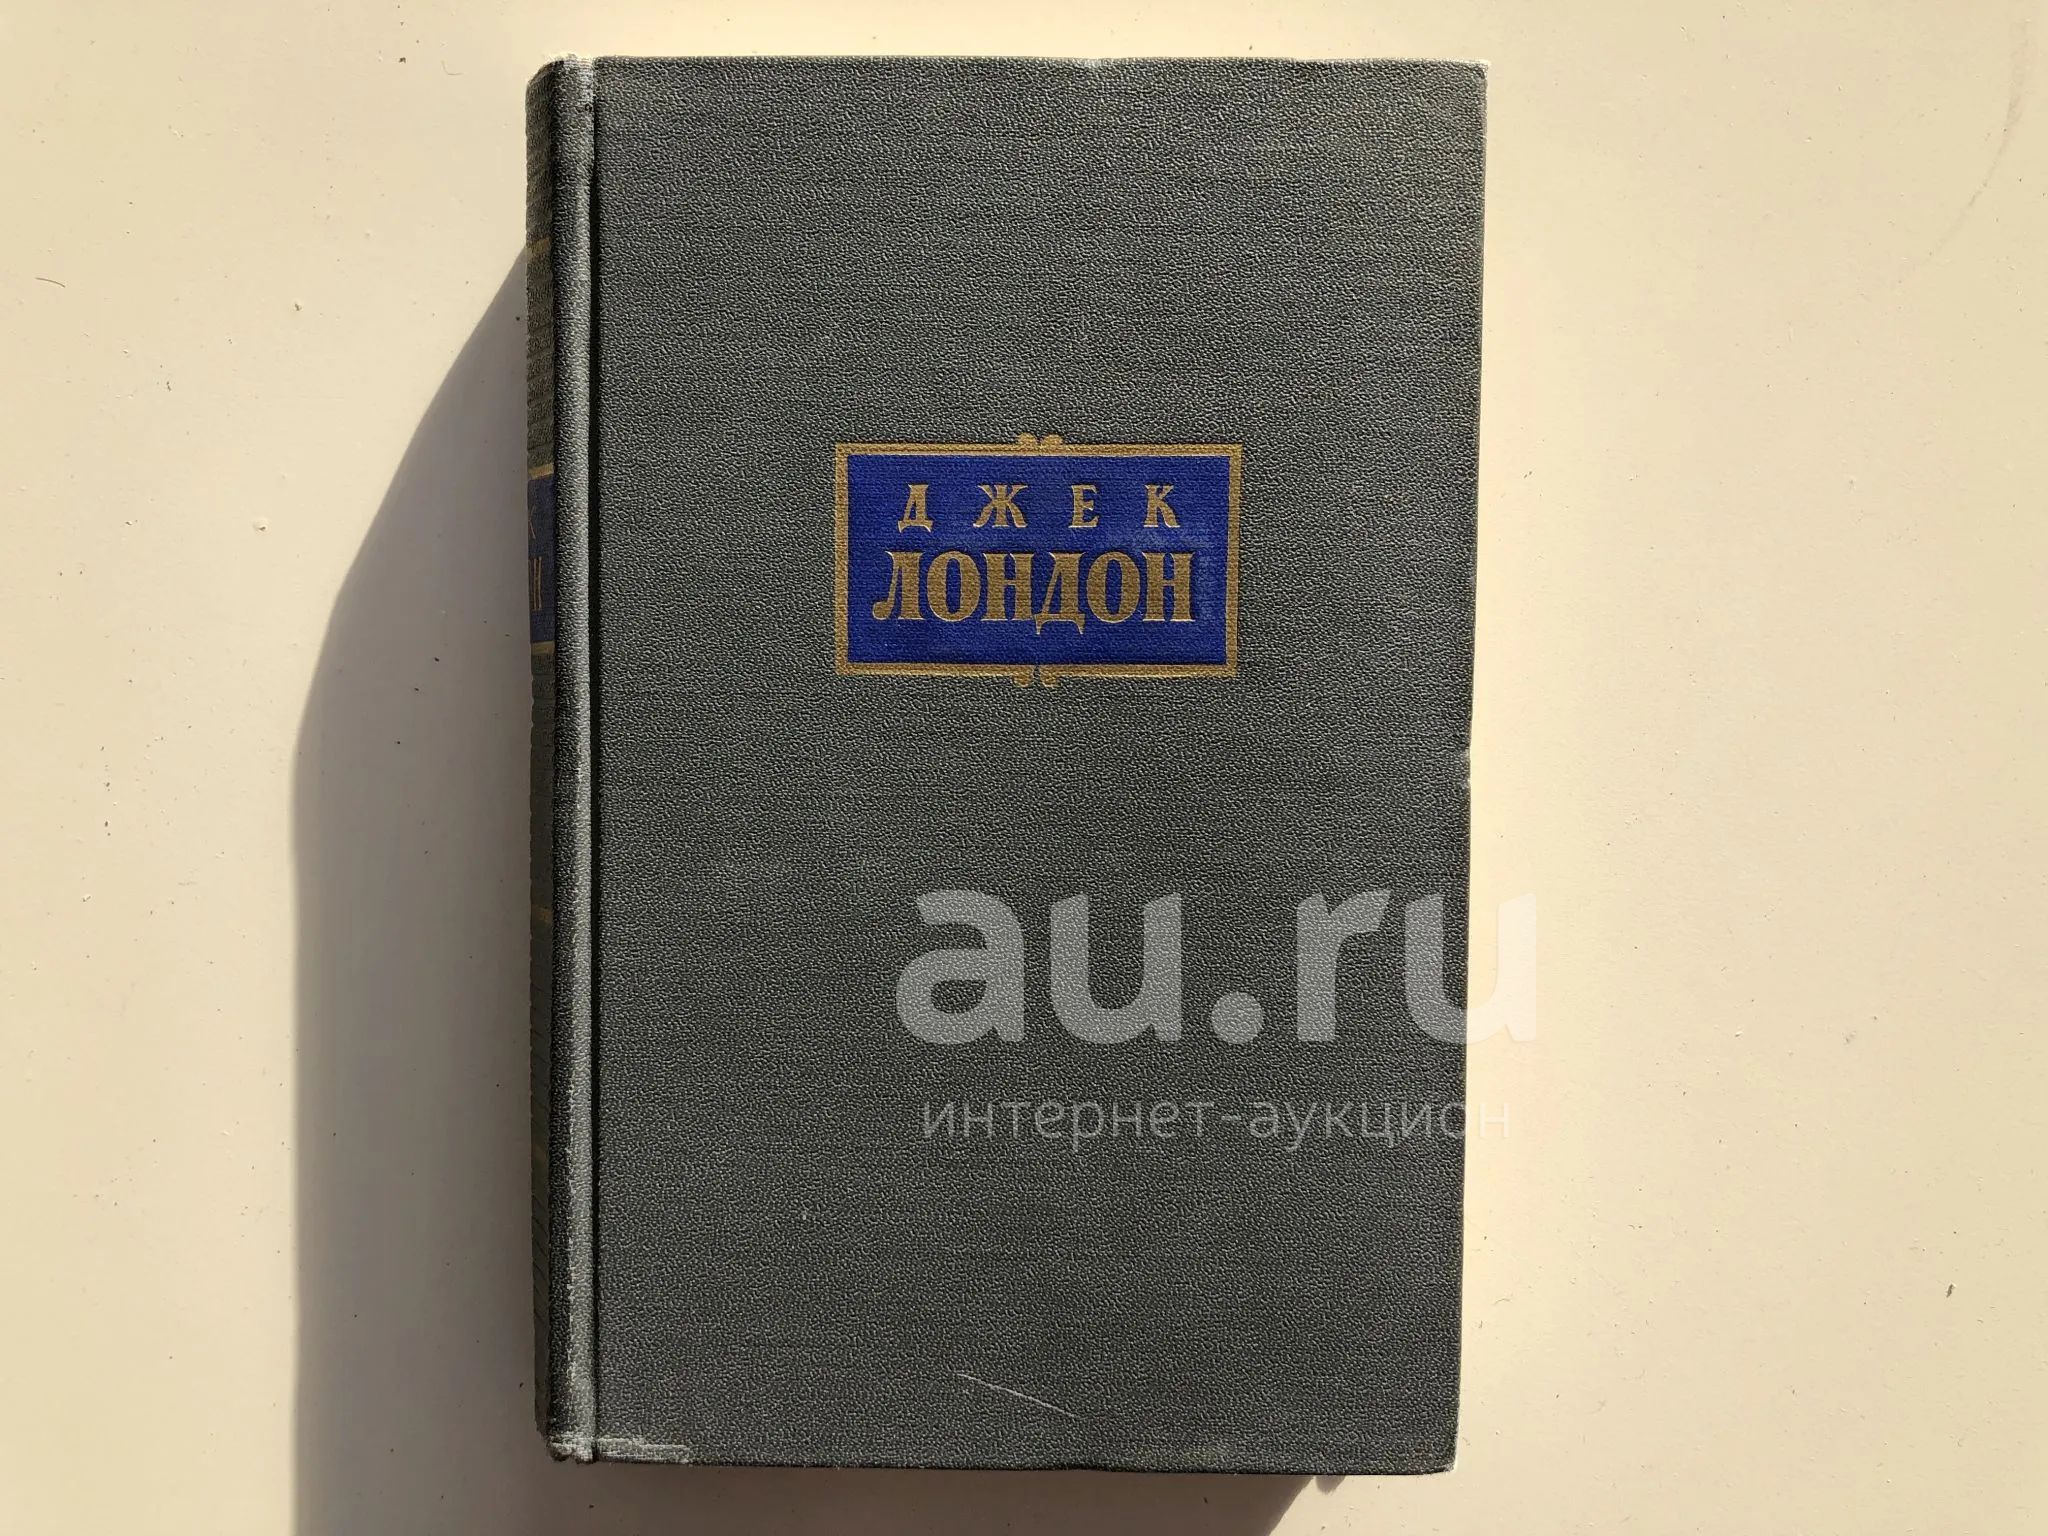 ДЖЕК
ЛОНДОН
К
Н
au.ru
интернет-аукцион